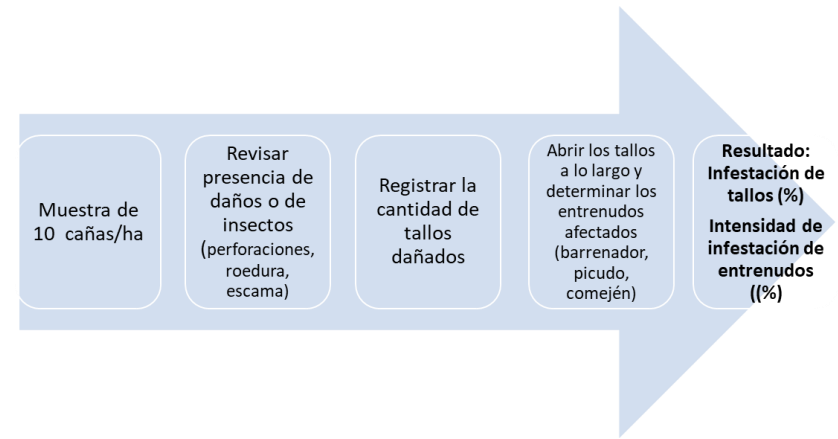 Muestra de
10 cañas/ha
Revisar
presencia de
daños o de
insectos
(perforaciones,
roedura,
escama)
Registrar la
cantidad de
tallos
dañados
Abrir los tallos
a lo largo y
determinar los
entrenudos
afectados
(barrenador,
picudo,
comején)
Resultado:
Infestación de
tallos (%)
Intensidad de
infestación de
entrenudos
((%)